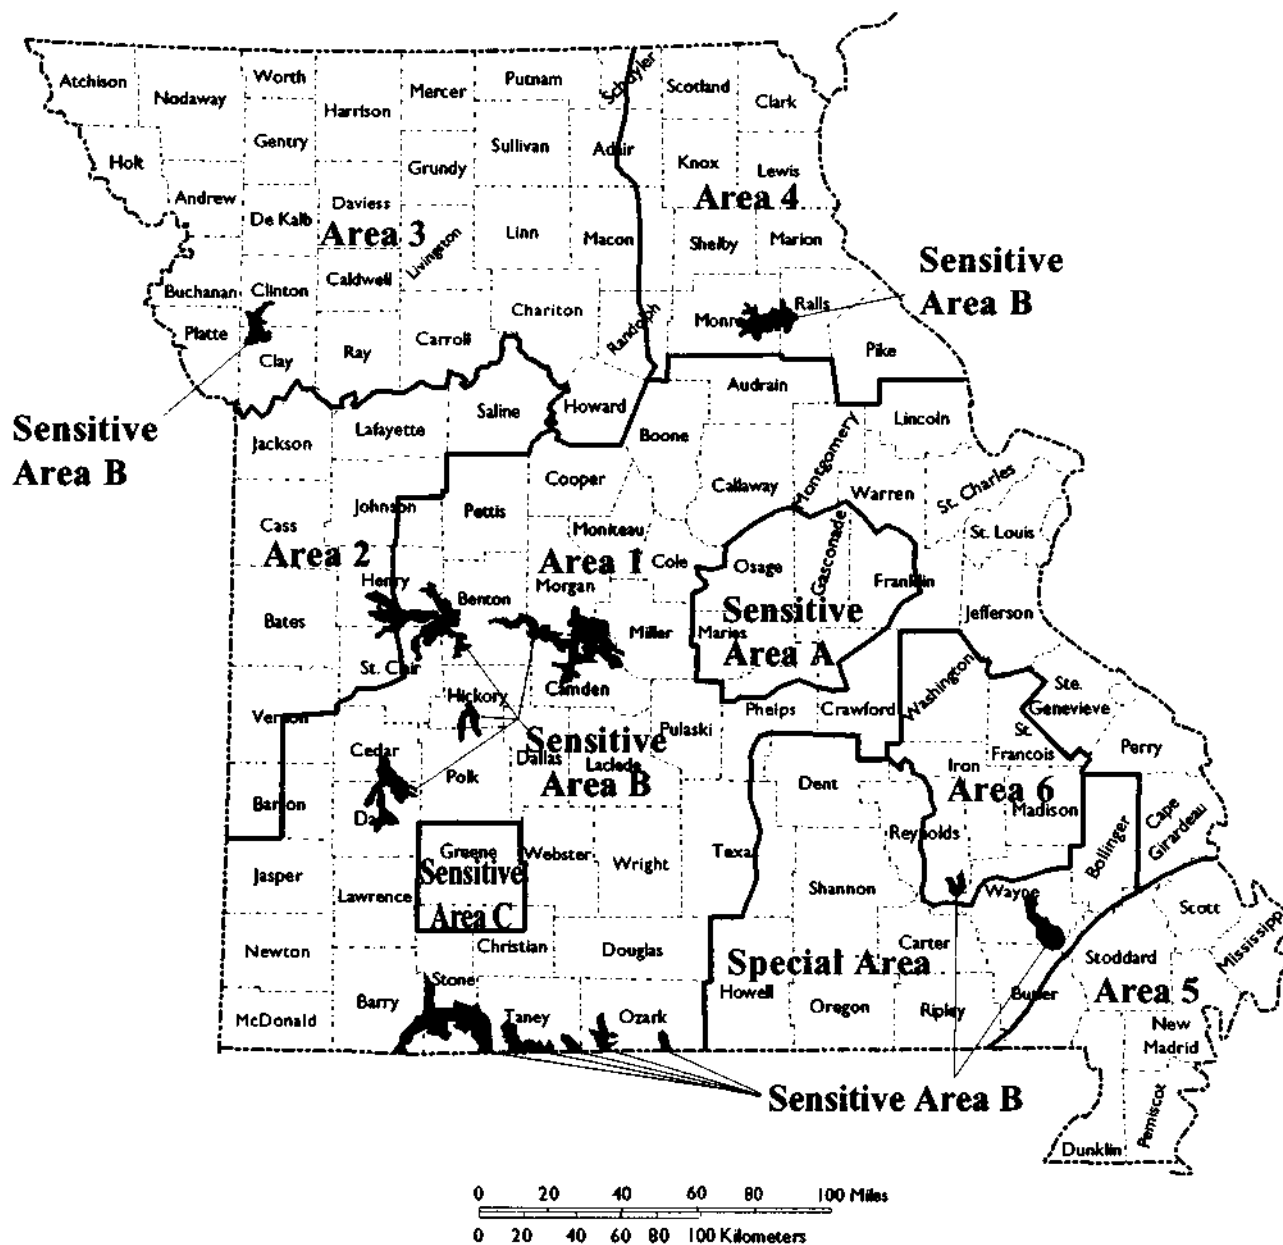 Atchison
Nodaway
Worth
Harrison
Mercer
Putnam
Schuyler
Scotland
Clark
Holt
Gentry
Grundy
Sullivan
Adair
Knox
Lewis
Andrew
De Kalb
Daviess
Area 3
Livingston
Linn
Macon
Area 4
Shelby
Marion
Buchanan
Clinton
Caldwell
Chariton
Randolph
Ralls
Sensitive
Area B
Platte
Clay
Ray
Carroll
Pike
Sensitive
Area B
Saline
Howard
Audrain
Lincoln
Jackson
Lafayette
Boone
Montgomery
St. Charles
Cooper
Callaway
Warren
Cass
Johnson
Pettis
Moniteau
St. Louis
Area 2
Area 1
Cole
Osage
Gasconade
Franklin
Henry
Benton
Morgan
Jefferson
Bates
Miller
Maries
Sensitive
Area A
St. Clair
Camden
Hickory
Washington
Ste.
Genevieve
Vernon
Pulaski
Phelps
Crawford
St.
Francois
Perry
Cedar
Polk
Dallas
Laclede
Sensitive
Area B
Dent
Iron
Area 6
Barton
Madison
Cape
Girardeau
Reynolds
Bollinger
Jasper
Greene
Webster
Wright
Sensitive
Area C
Lawrence
Shannon
Wayne
Scott
Newton
Christian
Douglas
Carter
Stoddard
Special Area
Howell
McDonald
Barry
Stone
Taney
Ozark
Oregon
Ripley
Butler
Area 5
New
Madrid
Sensitive Area B
Pemiscot
Dunklin
0 20 40 60 80 100 Miles
0 20 40 60 80 100 Kilometers